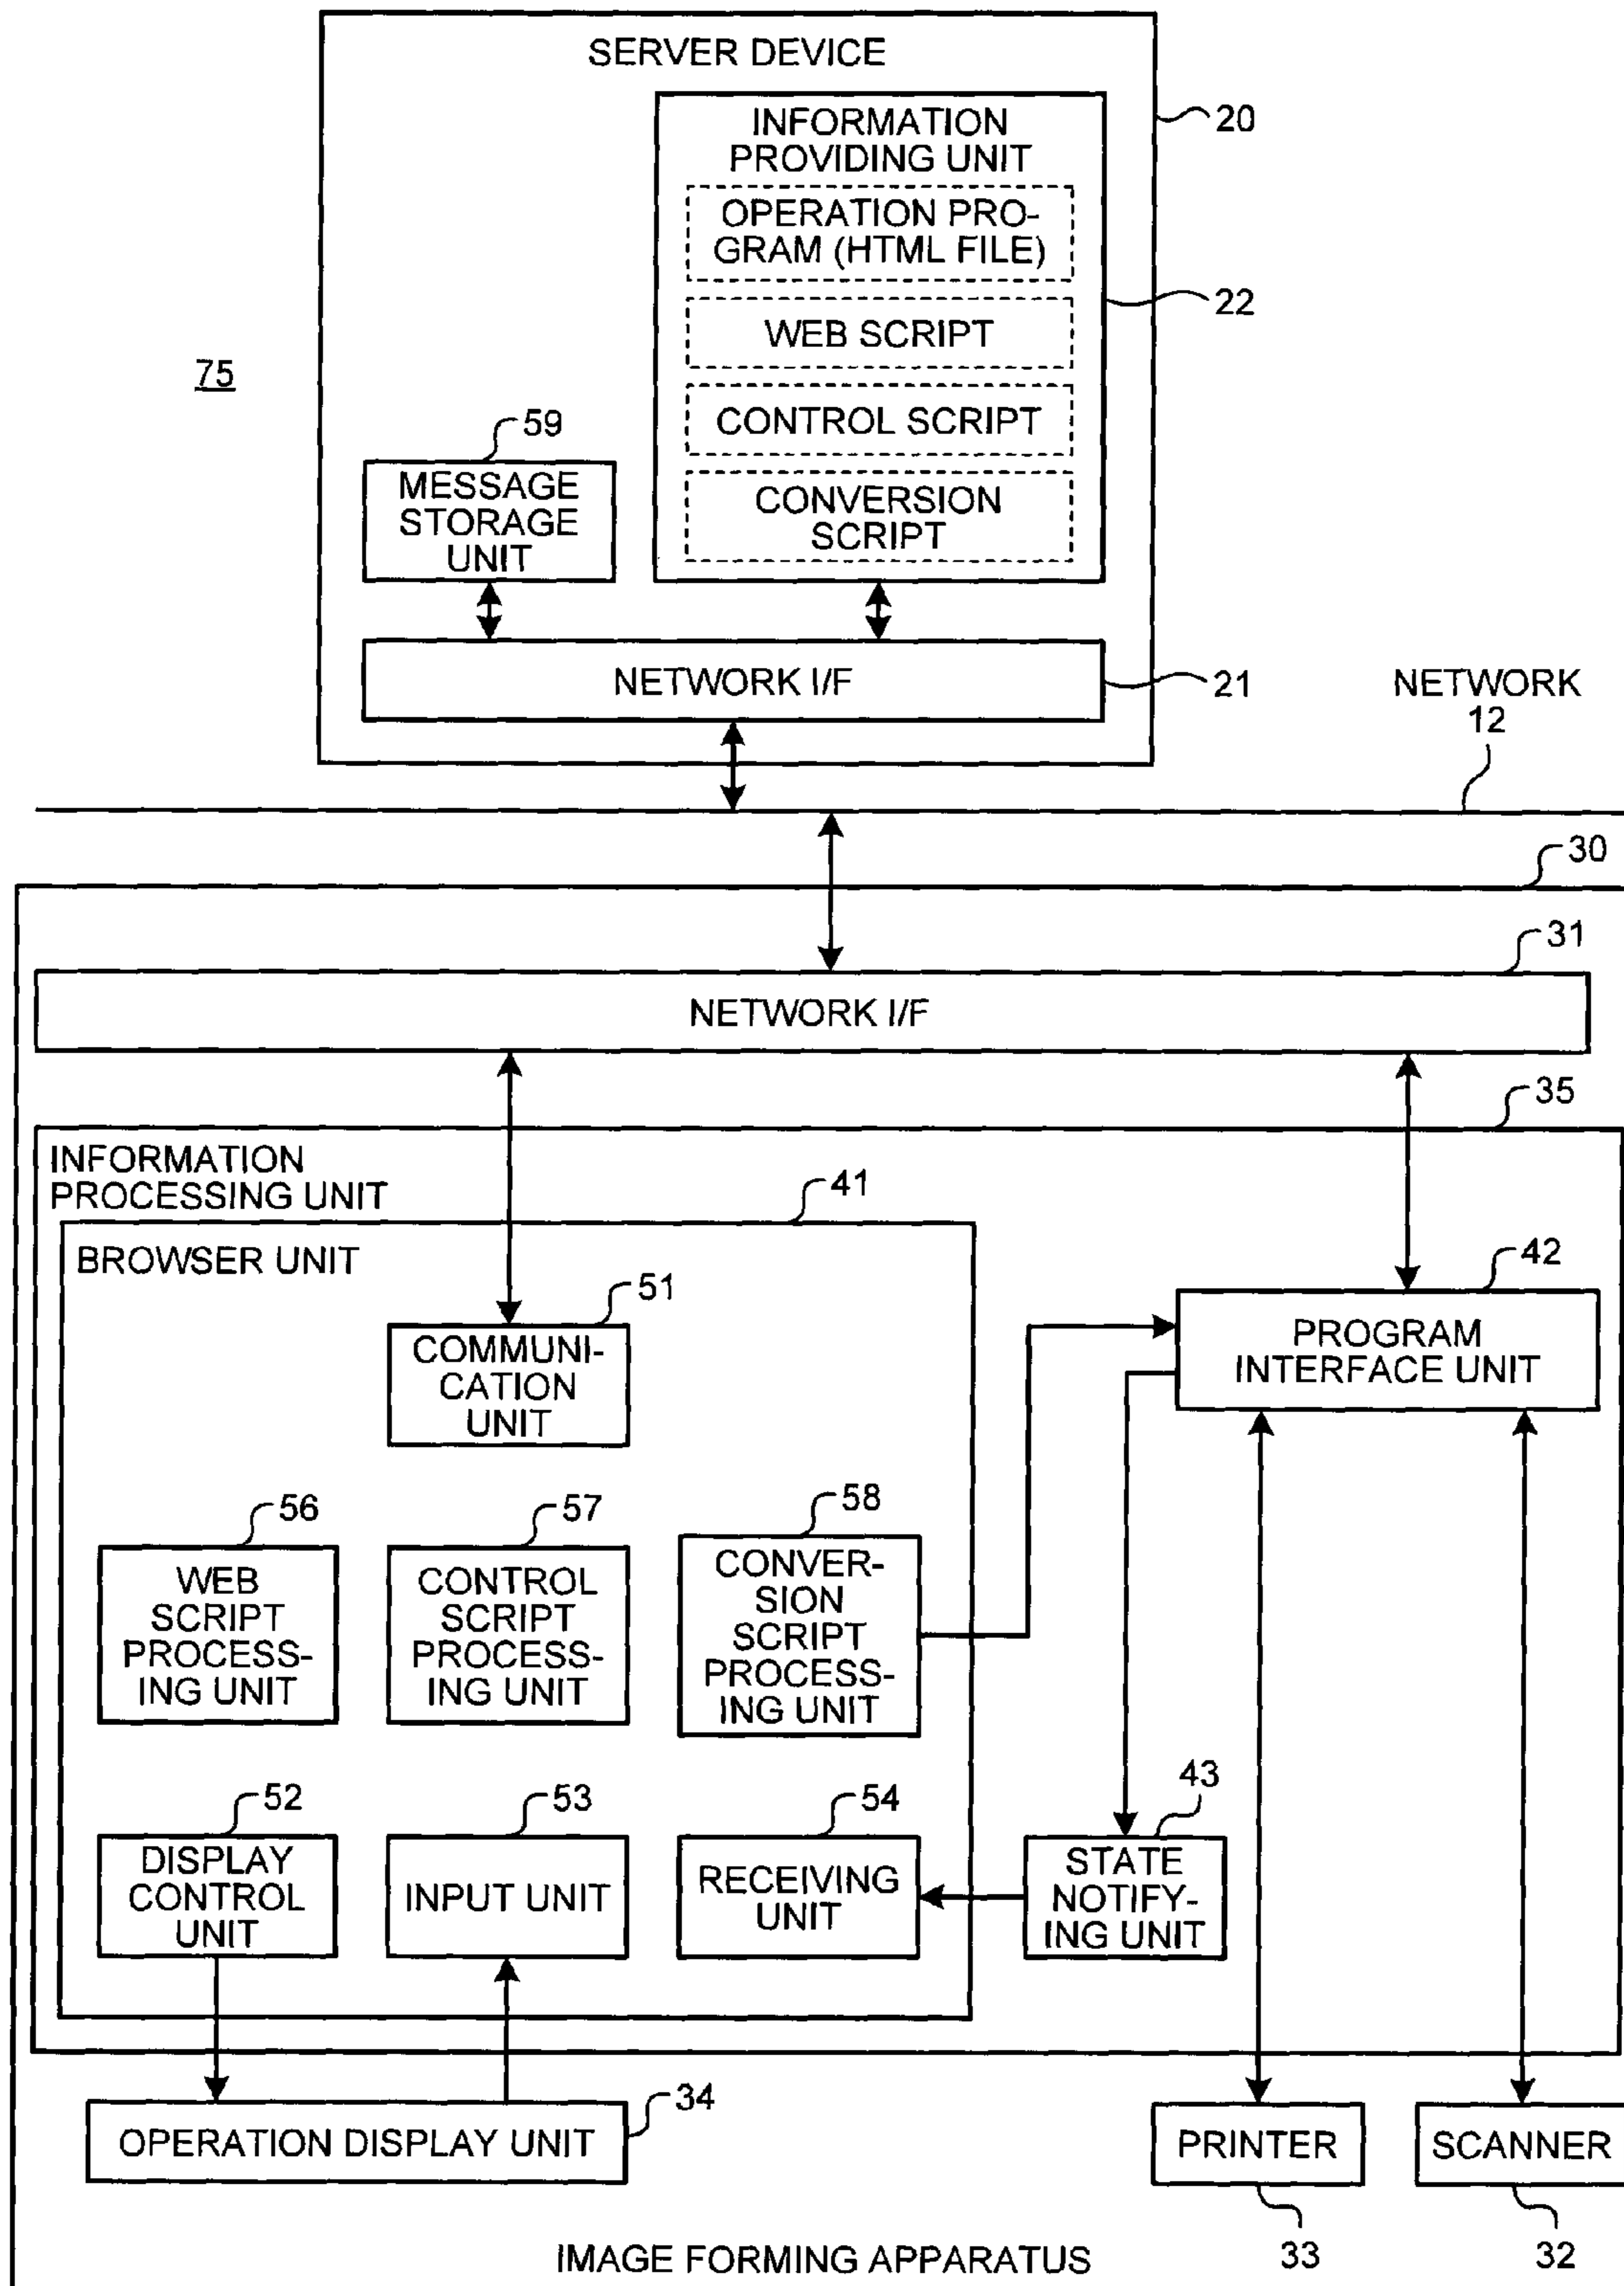 SERVER DEVICE
20
INFORMATION
PROVIDING UNIT
OPERATION PRO-
GRAM (HTML FILE)
22
WEB SCRIPT
75
CONTROL SCRIPT
59
MESSAGE
STORAGE
UNIT
CONVERSION
SCRIPT
NETWORK I/F
21
NETWORK
12
30
31
NETWORK I/F
35
INFORMATION
PROCESSING UNIT
41
BROWSER UNIT
42
51
COMMUNI-
CATION
UNIT
PROGRAM
INTERFACE UNIT
56
57
58
WEB
SCRIPT
PROCESS-
ING UNIT
CONTROL
SCRIPT
PROCESS-
ING UNIT
CONVER-
SION
SCRIPT
PROCESS-
ING UNIT
52
53
54
43
DISPLAY
CONTROL
UNIT
INPUT UNIT
RECEIVING
UNIT
STATE
NOTIFY-
ING UNIT
34
OPERATION DISPLAY UNIT
PRINTER
SCANNER
33
32
IMAGE FORMING APPARATUS